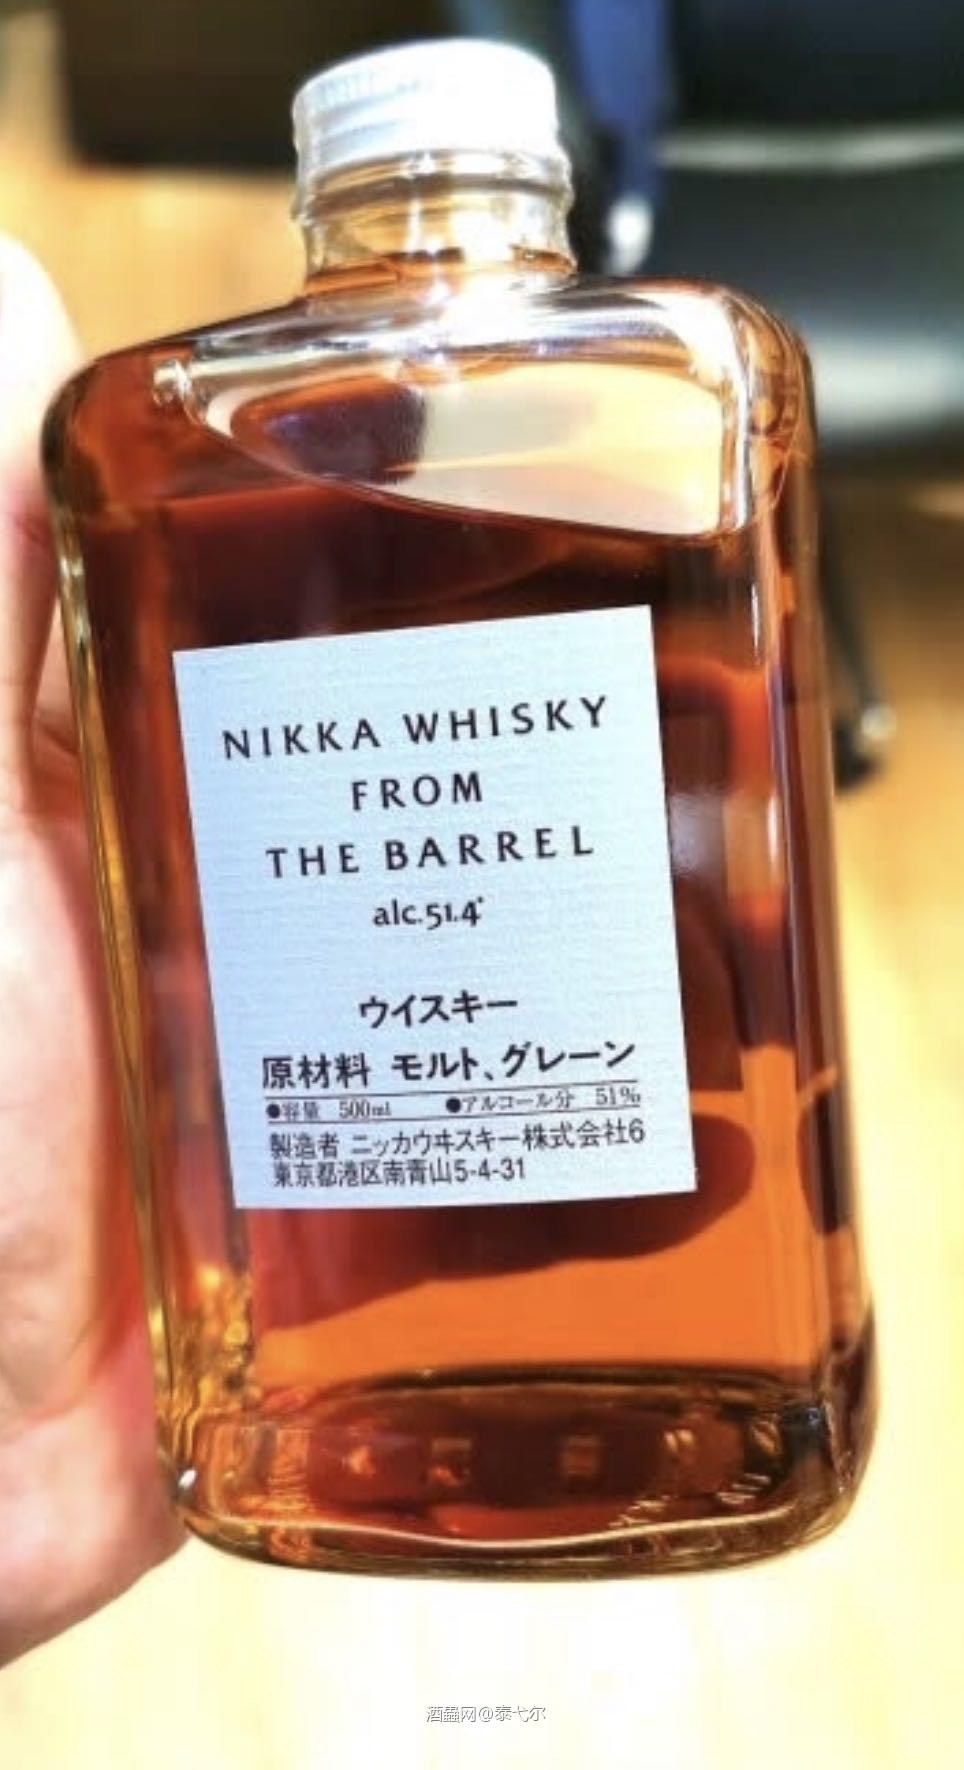 NIKKA WHISKY
FROM
THE BARREL
alc.51.4°
ウイスキー
原材料 モルト、グレーン
●容量 500ml ●アルコール分 51%
製造者 ニッカウヰスキー株式会社6
東京都港区南青山5-4-31
酒蟲网@泰弋尔